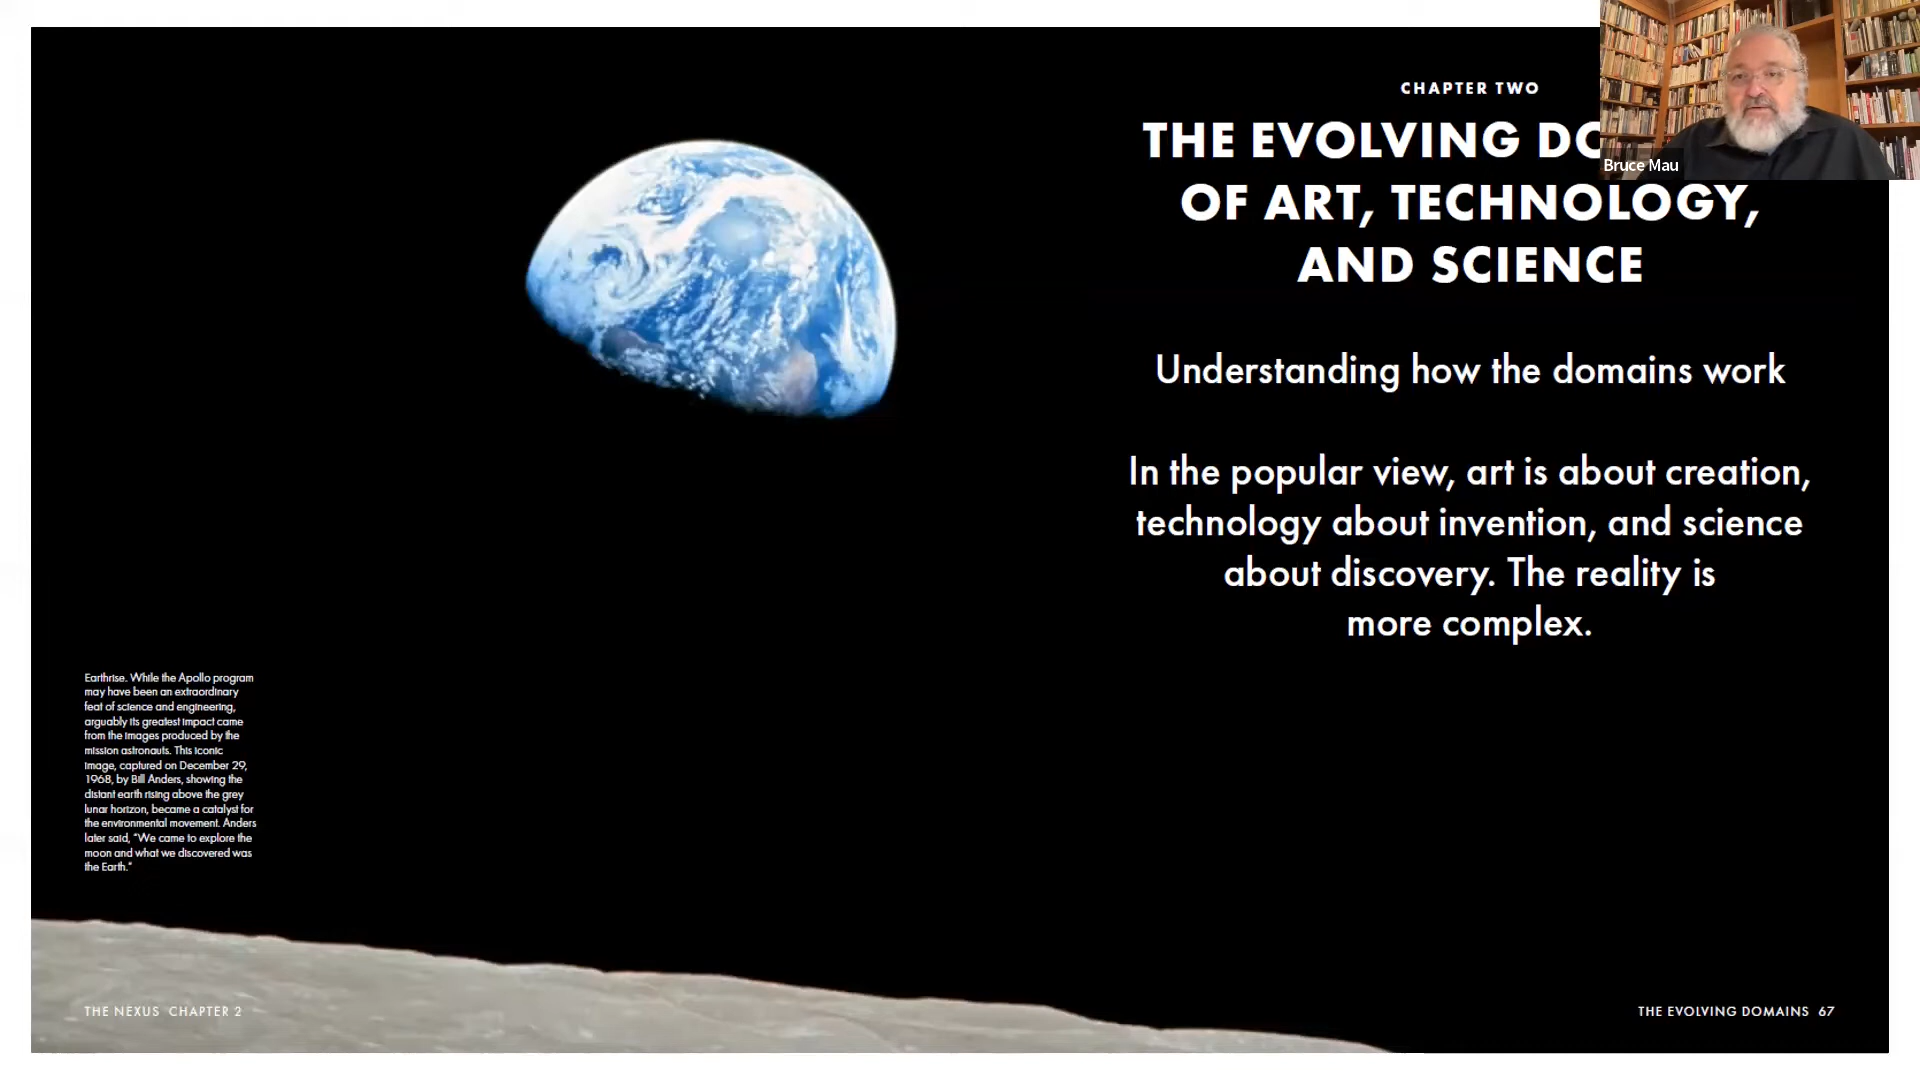 CHAPTER TWO
THE EVOLVING DO
OF ART, TECHNOLOGY,
AND SCIENCE
Understanding how the domains work
In the popular view, art is about creation,
technology about invention, and science
about discovery. The reality is
more complex.
Bruce Mau
Earthrise. While the Apollo program
may have been an extraordinary
feat of science and engineering,
arguably its greatest impact came
from the images produced by the
mission astronauts. This iconic
image, captured on December 29,
1968, by Bill Anders, showing the
distant earth rising above the grey
lunar horizon, became a catalyst for
the environmental movement. Anders
later said, "We came to explore the
moon and what we discovered was
the Earth."
THE NEXUS CHAPTER 2
THE EVOLVING DOMAINS 67